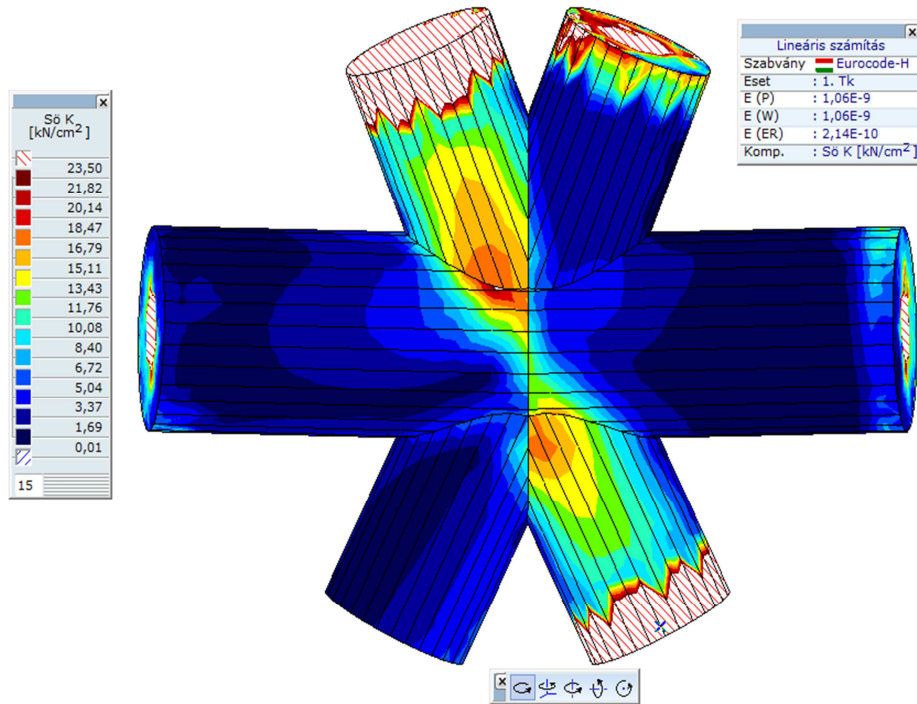 Lineáris számítás
Szabvány Eurocode-H
Eset : 1. Tk
E (P) : 1,06E-9
E (W) : 1,06E-9
E (ER) : 2,14E-10
Komp. : Sö K [kN/cm²]
Sö K
[kN/cm²]
23,50
21,82
20,14
18,47
16,79
15,11
13,43
11,76
10,08
8,40
6,72
5,04
3,37
1,69
0,01
15